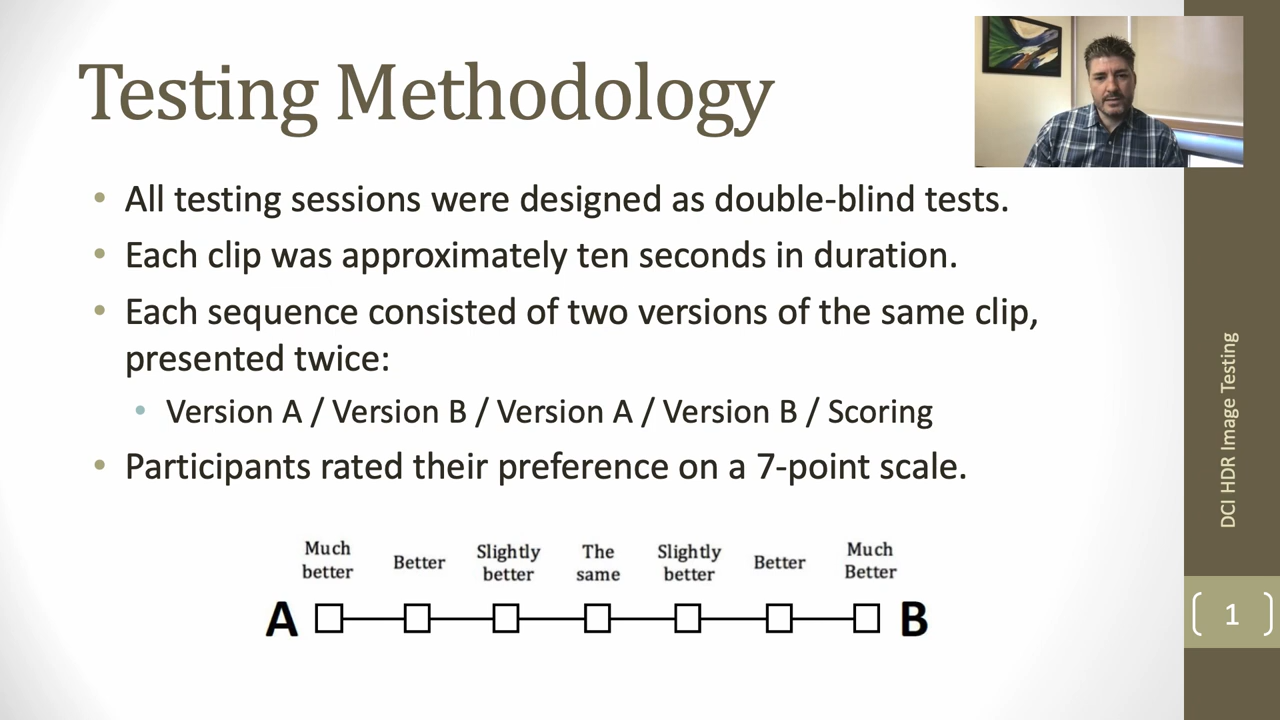 Testing Methodology
• All testing sessions were designed as double-blind tests.
• Each clip was approximately ten seconds in duration.
• Each sequence consisted of two versions of the same clip,
presented twice:
• Version A / Version B / Version A / Version B / Scoring
• Participants rated their preference on a 7-point scale.
Much better
Better
Slightly better
The same
Slightly better
Better
Much Better
A
B
DCI HDR Image Testing
1